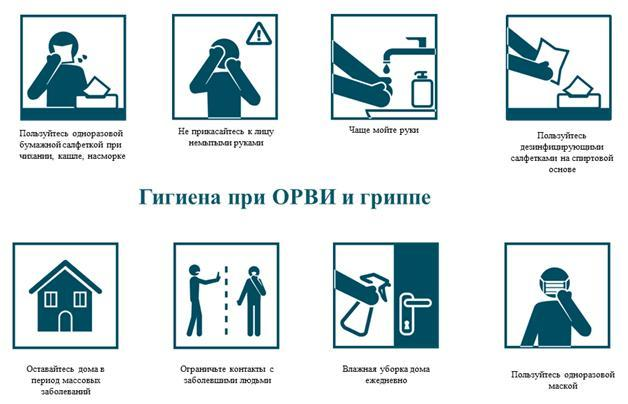 Пользуйтесь одноразовой
бумажной салфеткой при
чихании, кашле, насморке
Не прикасайтесь к лицу
немытыми руками
Чаще мойте руки
Пользуйтесь
дезинфицирующими
салфетками на спиртовой
основе
Гигиена при ОРВИ и гриппе
Оставайтесь дома в
период массовых
заболеваний
Ограничьте контакты с
заболевшими людьми
Влажная уборка дома
ежедневно
Пользуйтесь одноразовой
маской